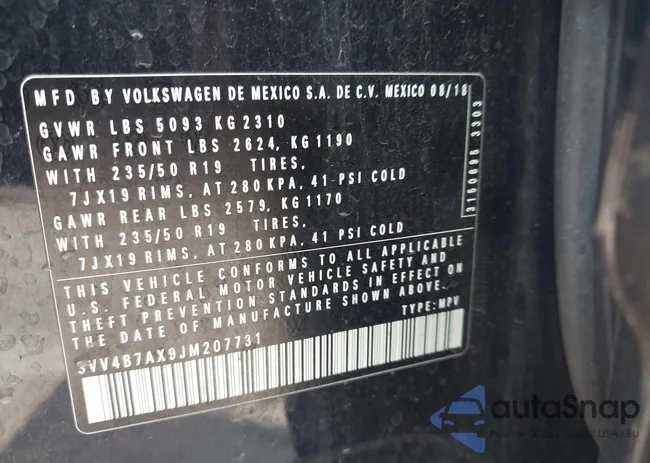 MFD BY VOLKSWAGEN DE MEXICO S.A. DE C.V. MEXICO 08/18
GVWR LBS 5093 KG 2310
GAWR FRONT LBS 2624, KG 1190
WITH 235/50 R19 TIRES,
7JX19 RIMS, AT 280 KPA, 41-PSI COLD
GAWR REAR LBS 2579, KG 1170
WITH 235/50 R19 TIRES,
7JX19 RIMS, AT 280 KPA, 41 PSI COLD
THIS VEHICLE CONFORMS TO ALL APPLICABLE
U.S. FEDERAL MOTOR VEHICLE SAFETY AND
THEFT PREVENTION STANDARDS IN EFFECT ON
THE DATE OF MANUFACTURE SHOWN ABOVE.
TYPE: MPV
3VV4B7AX9JM207731
3150695 3303
autoSnap
USA - EU